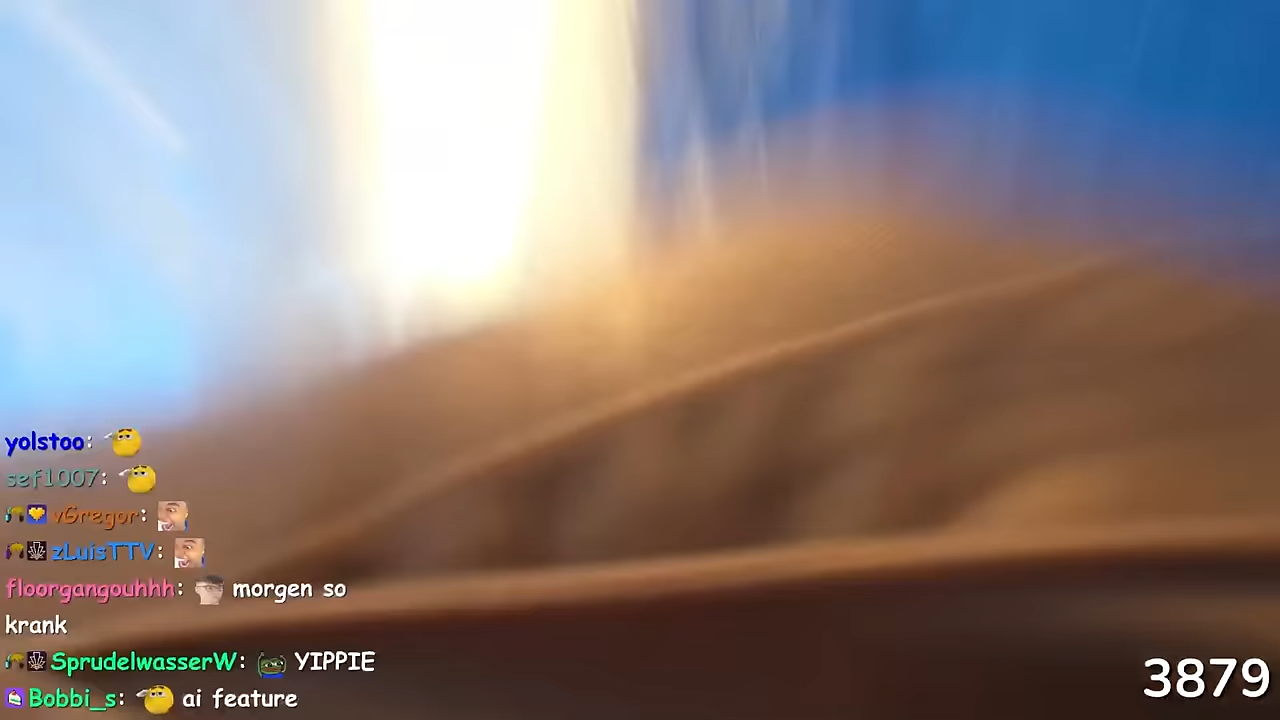 yolstoo:
sef1007:
vGregor:
zLuisTTV:
floorgangouhhh: morgen so
krank
SprudelwasserW: YIPPIE
Bobbi_s: ai feature
3879